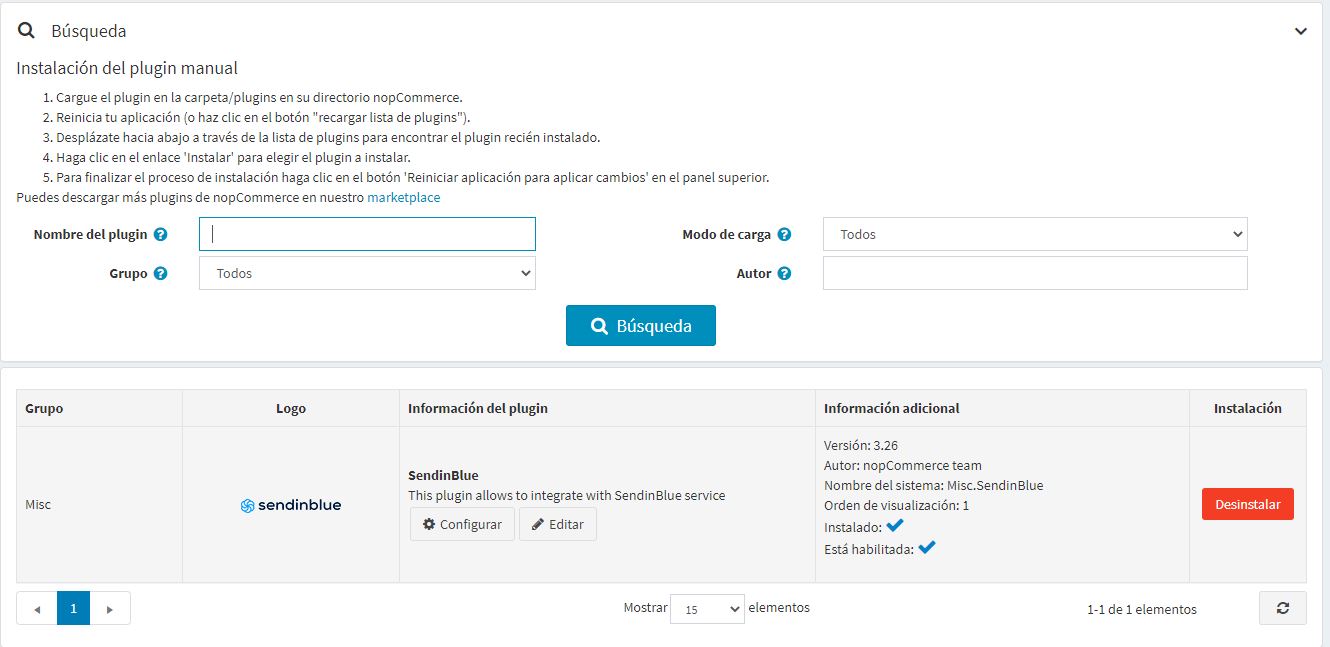 Búsqueda
Instalación del plugin manual
1. Cargue el plugin en la carpeta/plugins en su directorio nopCommerce.
2. Reinicia tu aplicación (o haz clic en el botón "recargar lista de plugins").
3. Desplázate hacia abajo a través de la lista de plugins para encontrar el plugin recién instalado.
4. Haga clic en el enlace 'Instalar' para elegir el plugin a instalar.
5. Para finalizar el proceso de instalación haga clic en el botón 'Reiniciar aplicación para aplicar cambios' en el panel superior.
Puedes descargar más plugins de nopCommerce en nuestro marketplace
Nombre del plugin ?
Modo de carga ? Todos
Grupo ? Todos
Autor ?
Búsqueda
Grupo Logo Información del plugin Información adicional Instalación
Misc
sendinblue
SendinBlue
This plugin allows to integrate with SendinBlue service
Configurar Editar
Versión: 3.26
Autor: nopCommerce team
Nombre del sistema: Misc.SendinBlue
Orden de visualización: 1
Instalado:
Está habilitada:
Desinstalar
1 Mostrar 15 elementos 1-1 de 1 elementos